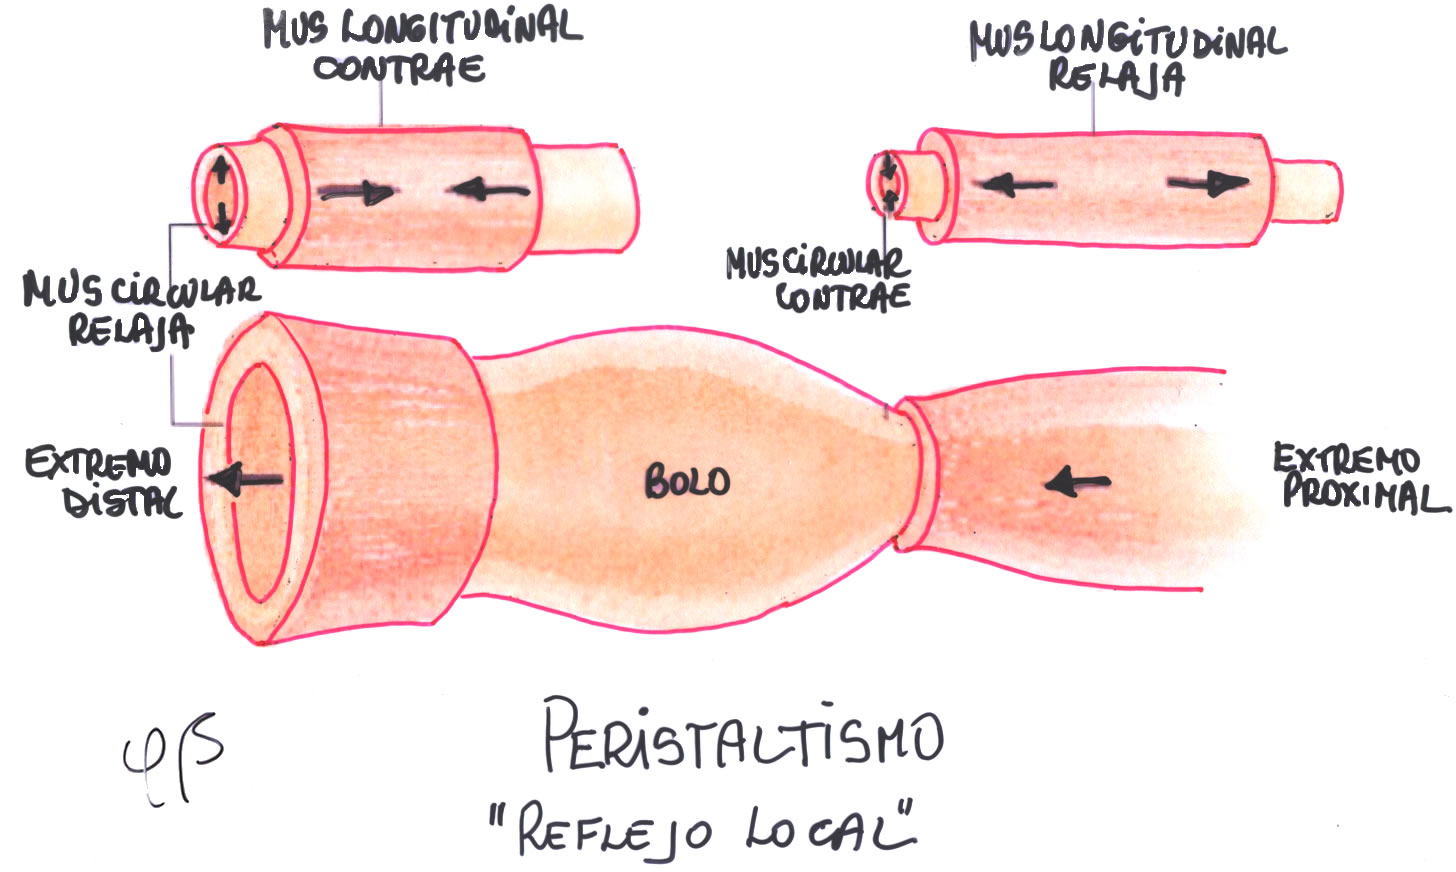 MUS LONGITUDINAL
CONTRAE
MUS LONGITUDINAL
RELAJA
MUS CIRCULAR
RELAJA
MUS CIRCULAR
CONTRAE
EXTREMO
DISTAL
BOLO
EXTREMO
PROXIMAL
PERISTALTISMO
"REFLEJO LOCAL"
φβ